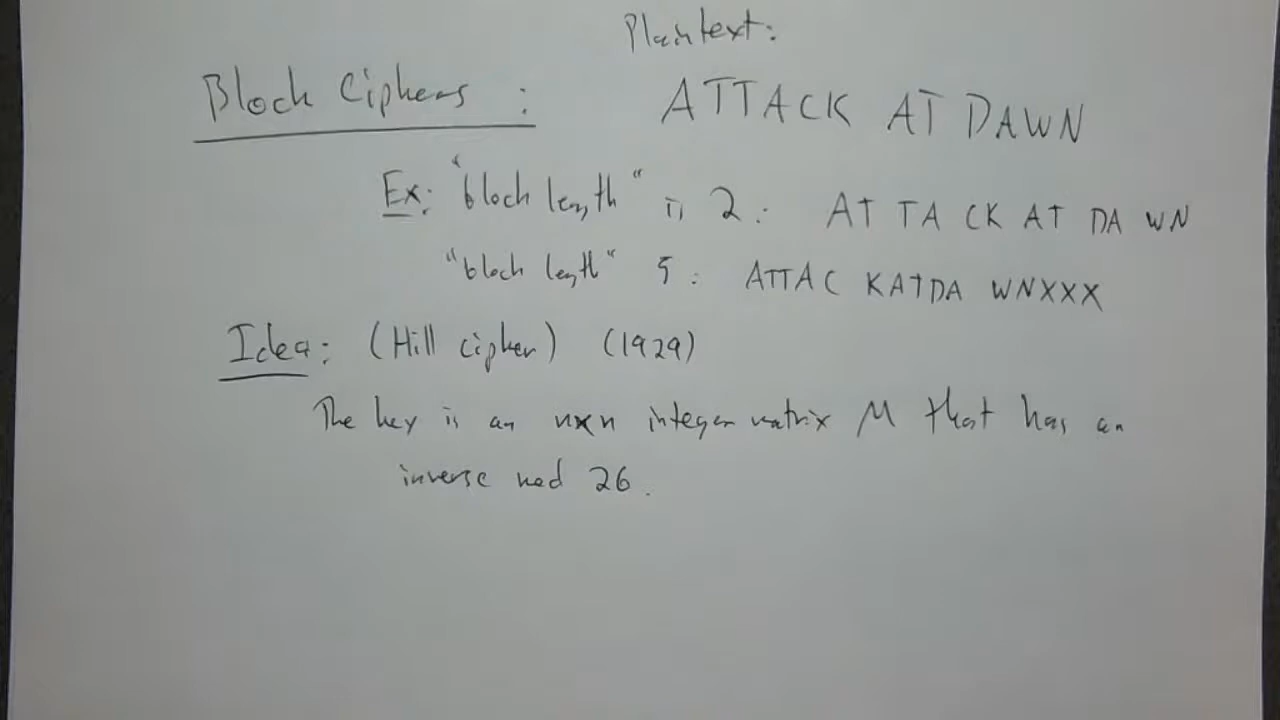 Plaintext:
Block Ciphers : ATTACK AT DAWN
Ex: "block length" is 2 : AT TA CK AT DA WN
"block length" 5 : ATTAC KATDA WNXXX
Idea: (Hill cipher) (1929)
The key is an nxn integer matrix M that has an
inverse mod 26.